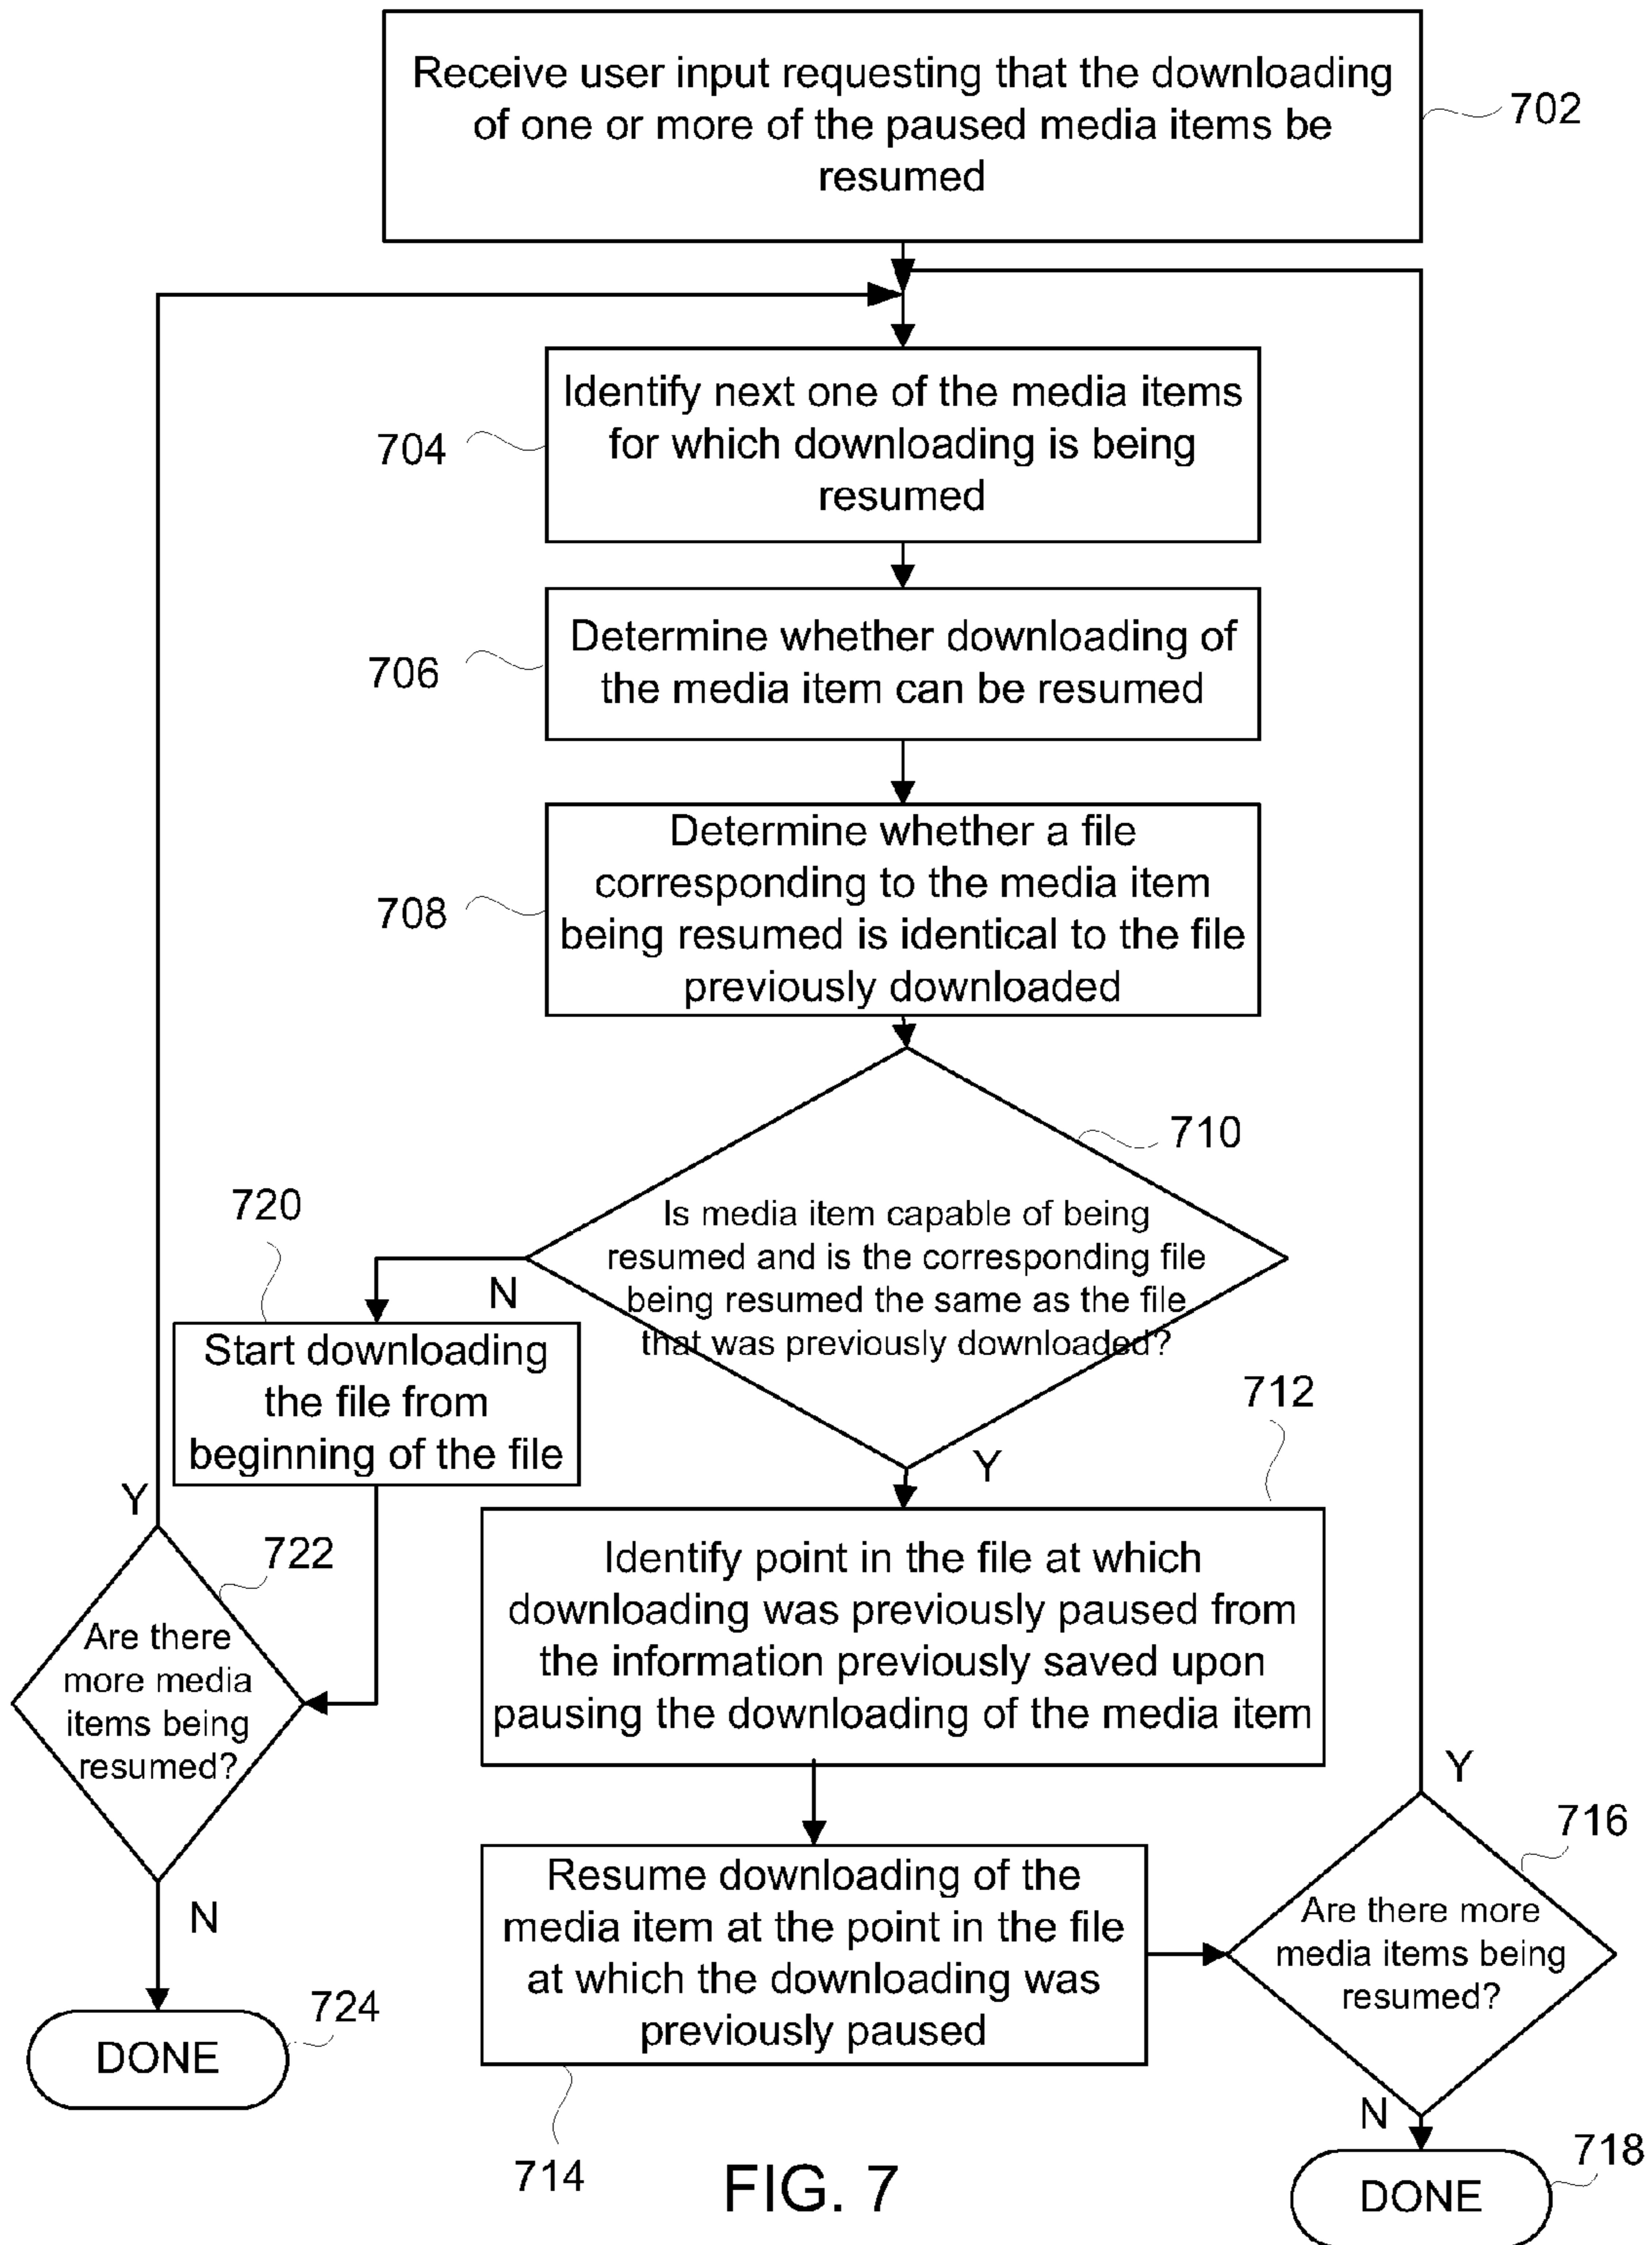 Receive user input requesting that the downloading
of one or more of the paused media items be
resumed
702
Identify next one of the media items
for which downloading is being
resumed
704
Determine whether downloading of
the media item can be resumed
706
Determine whether a file
corresponding to the media item
being resumed is identical to the file
previously downloaded
708
710
Is media item capable of being
resumed and is the corresponding file
being resumed the same as the file
that was previously downloaded?
N
Y
720
Start downloading
the file from
beginning of the file
712
Identify point in the file at which
downloading was previously paused from
the information previously saved upon
pausing the downloading of the media item
Y
722
Are there
more media
items being
resumed?
N
724
DONE
Resume downloading of the
media item at the point in the file
at which the downloading was
previously paused
714
Y
716
Are there more
media items being
resumed?
N
718
DONE
FIG. 7